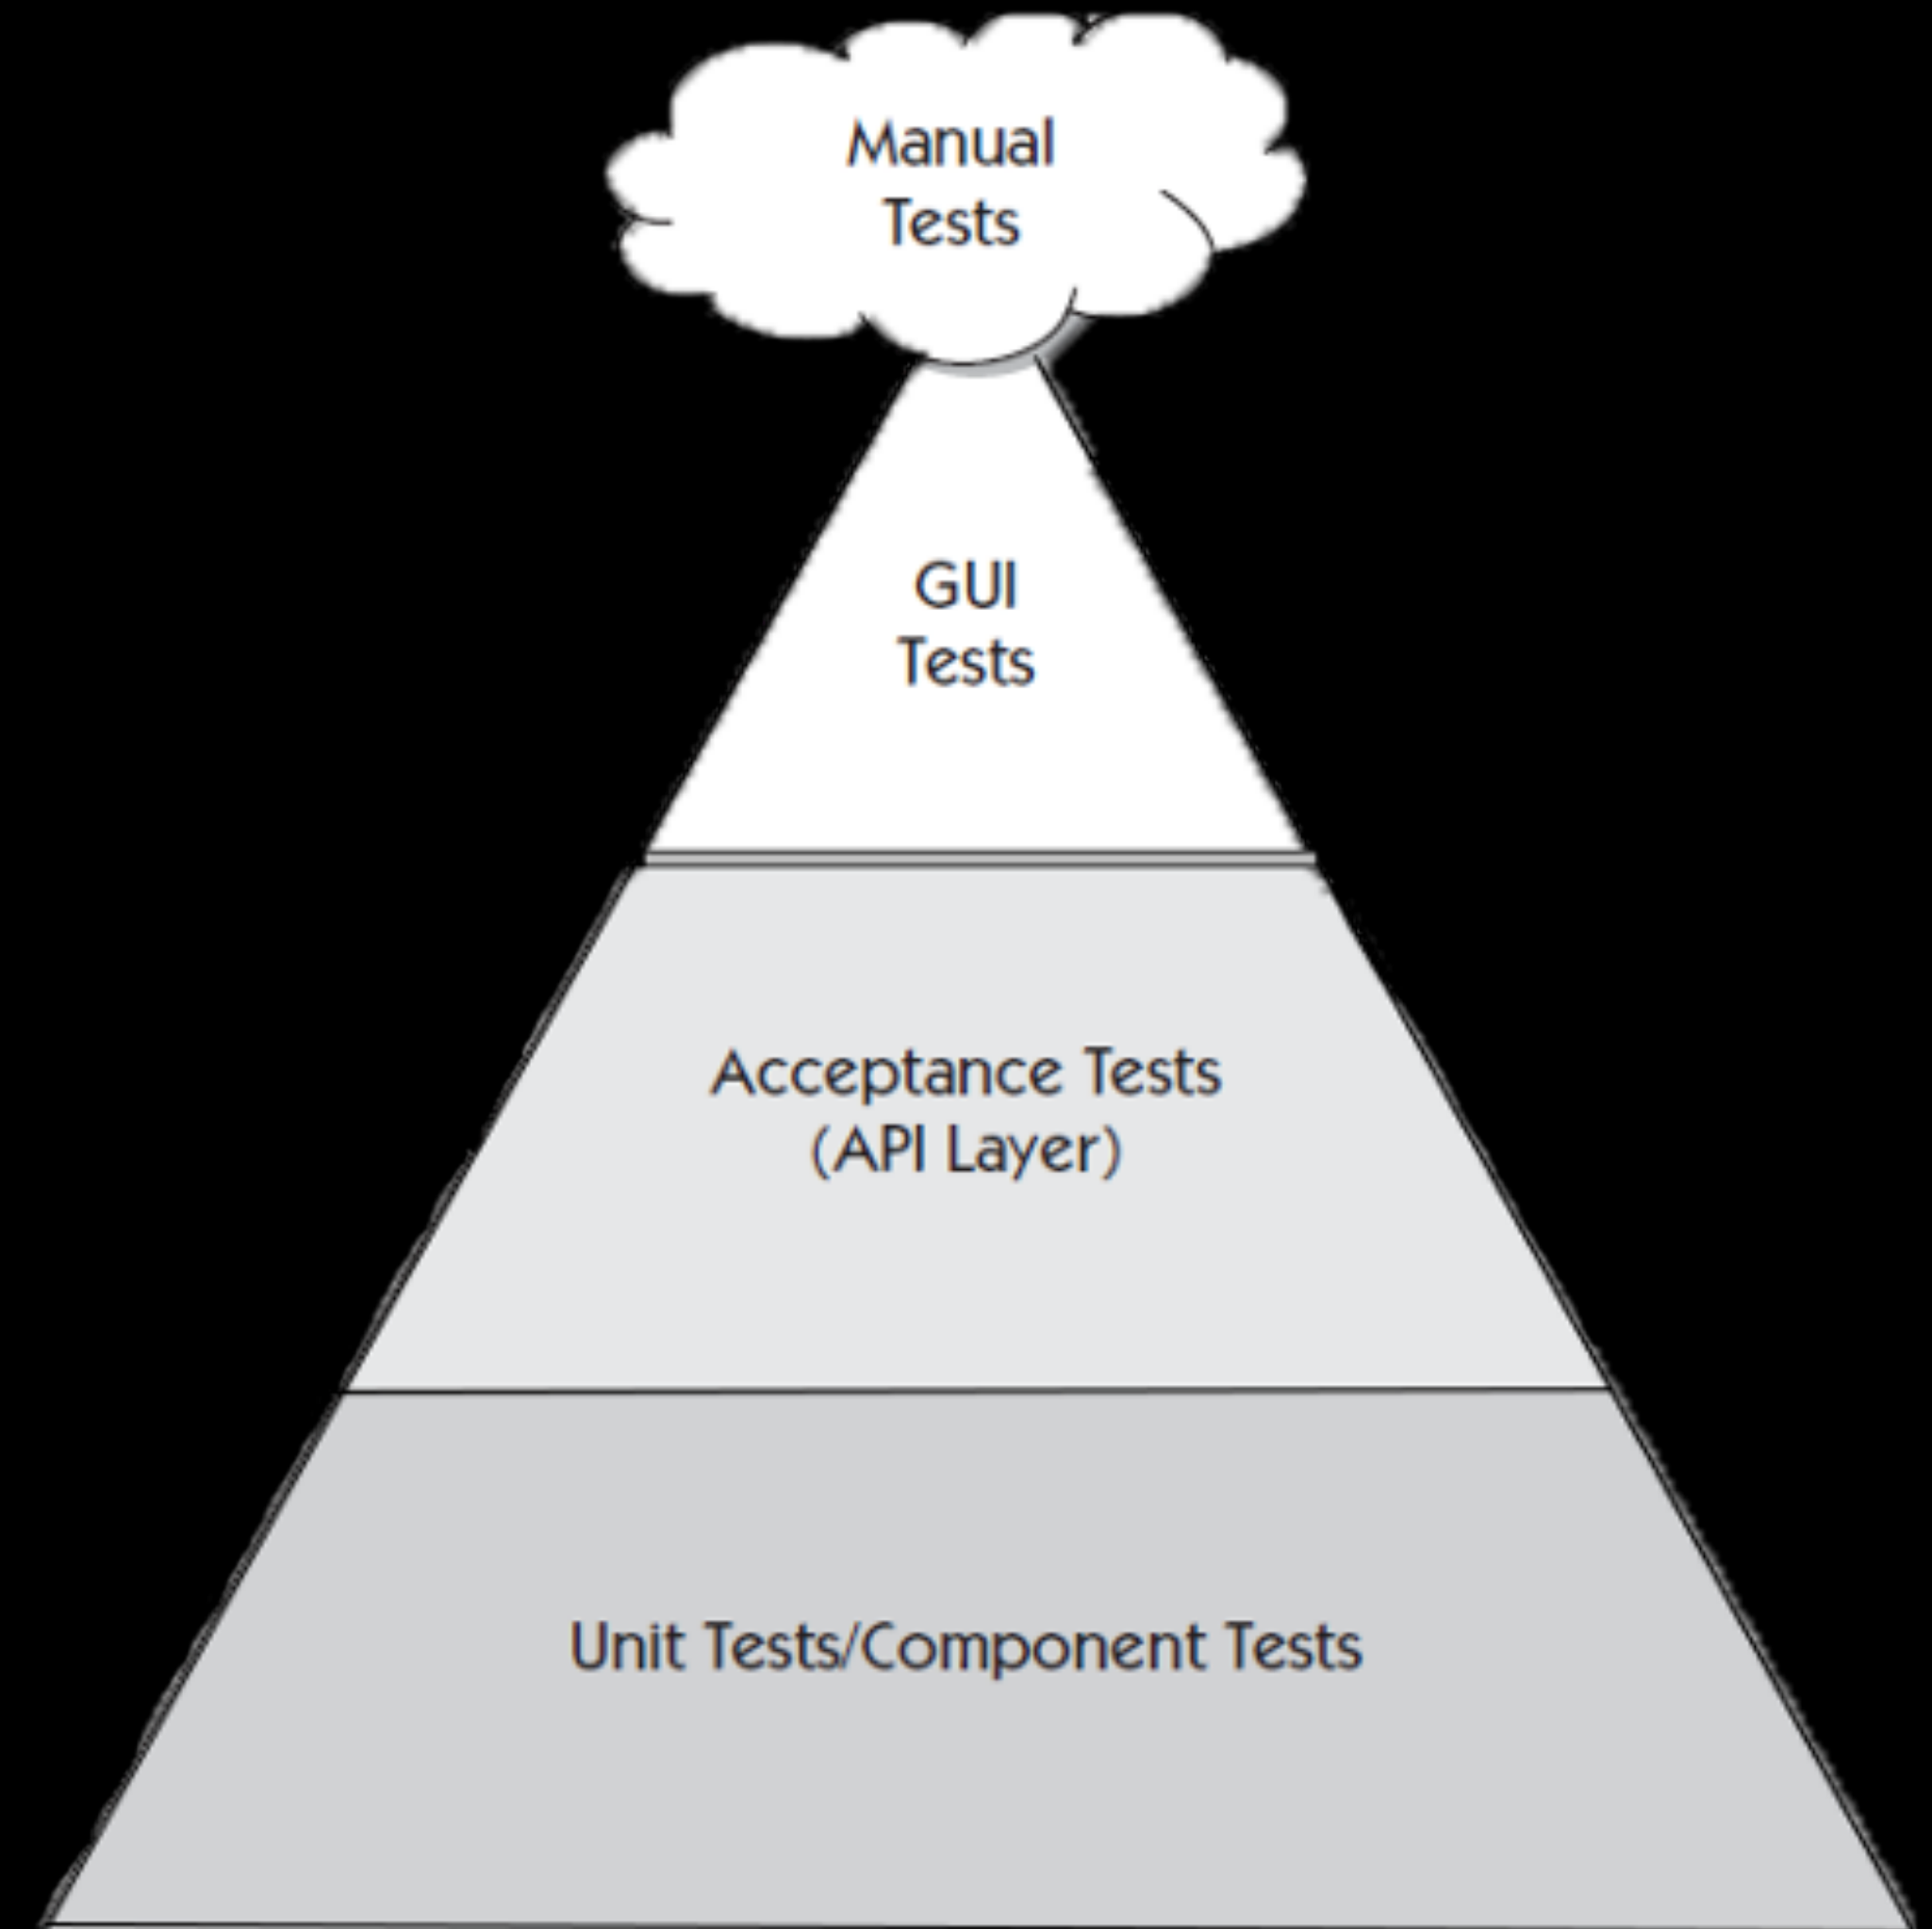 Manual
Tests
GUI
Tests
Acceptance Tests
(API Layer)
Unit Tests/Component Tests